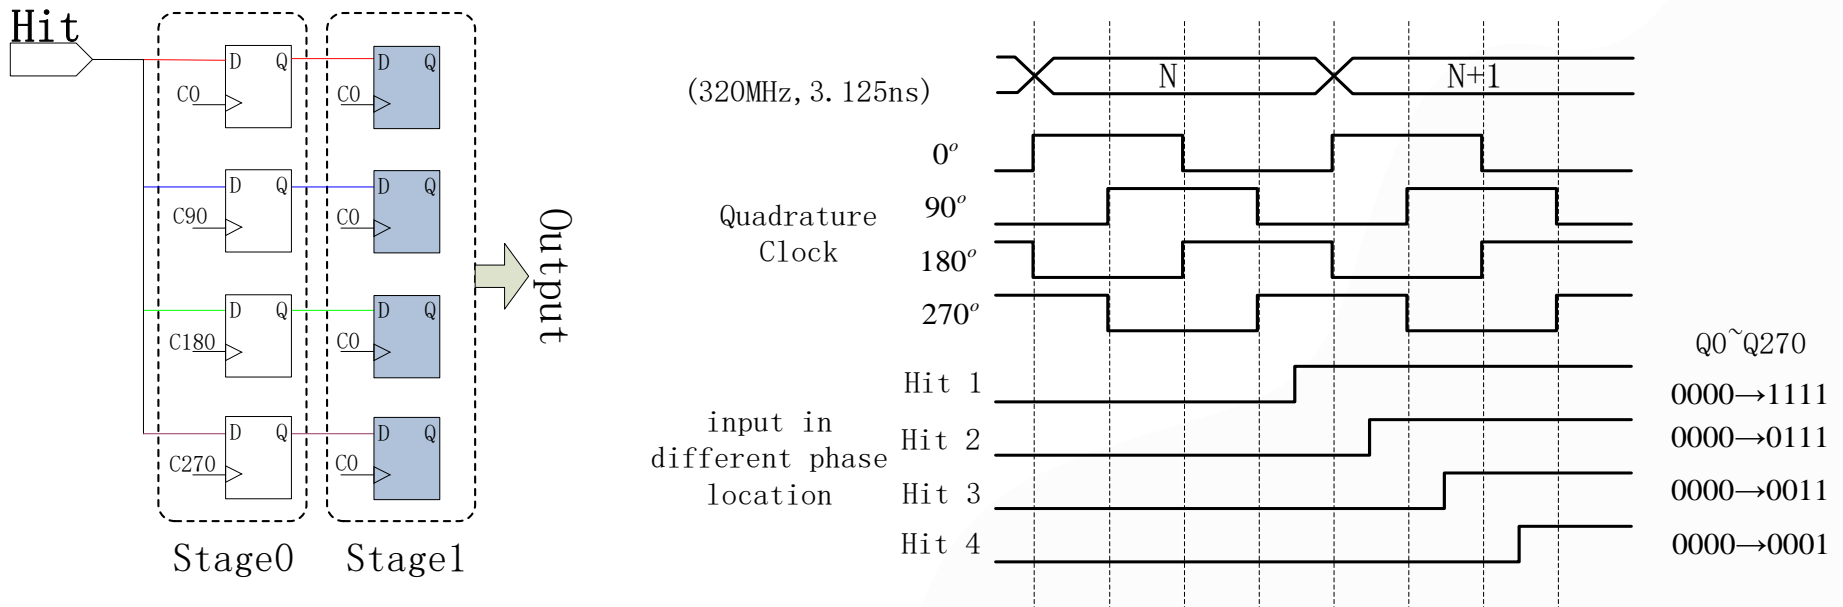 Hit
D Q
C0
D Q
C0
D Q
C90
D Q
C0
D Q
C180
D Q
C0
D Q
C270
D Q
C0
Stage0
Stage1
Output
(320MHz, 3.125ns)
N
N+1
Quadrature
Clock
0°
90°
180°
270°
input in
different phase
location
Hit 1
Hit 2
Hit 3
Hit 4
Q0~Q270
0000→1111
0000→0111
0000→0011
0000→0001